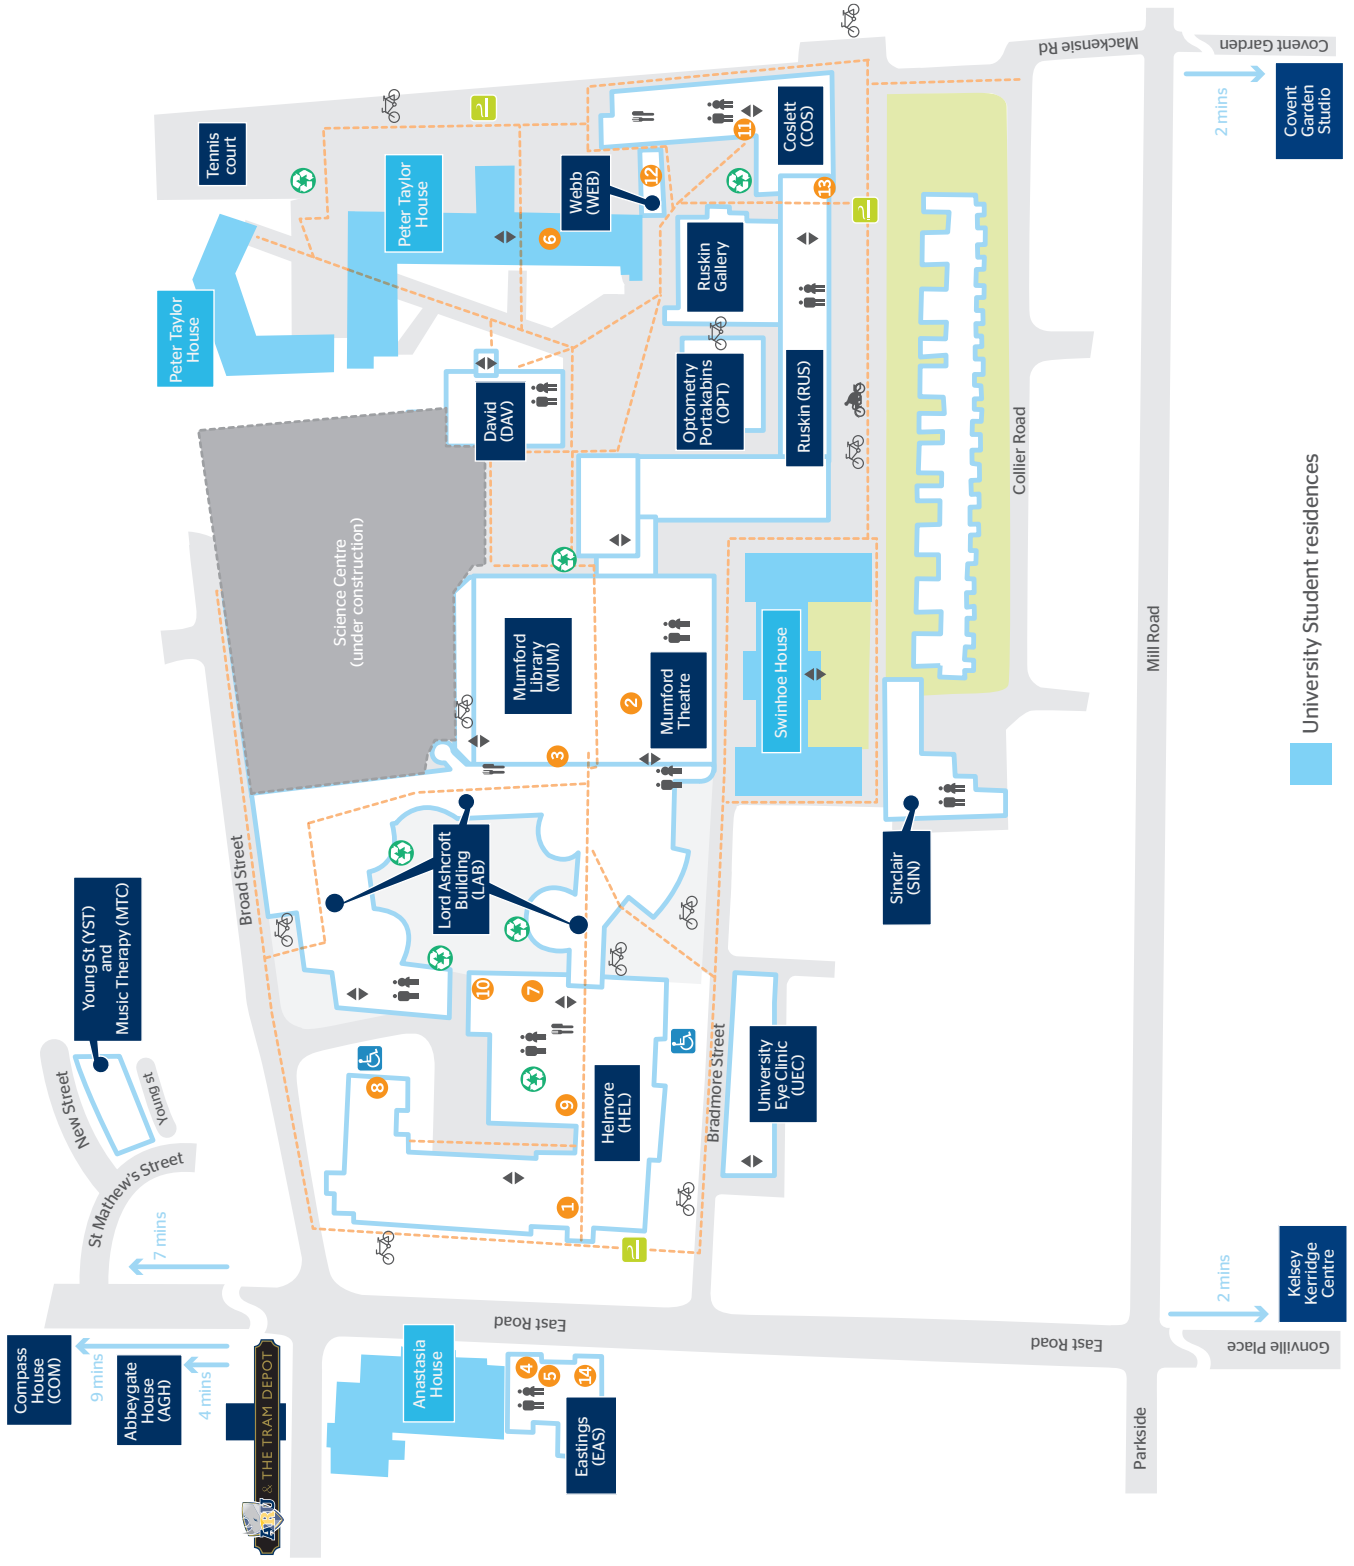 Compass
House
(COM)
9 mins
Abbeygate
House
(AGH)
4 mins
ARU & THE TRAM DEPOT
7 mins
St Mathew's Street
New Street
Young st
Young St (YST)
and
Music Therapy (MTC)
Broad Street
Tennis
court
Peter Taylor
House
Peter Taylor
House
Science Centre
(under construction)
David
(DAV)
Webb
(WEB)
Coslett
(COS)
Ruskin
Gallery
Optometry
Portakabins
(OPT)
Ruskin (RUS)
Mumford
Library
(MUM)
Mumford
Theatre
Lord Ashcroft
Building
(LAB)
Helmore
(HEL)
Swinhoe House
Sinclair
(SIN)
University
Eye Clinic
(UEC)
Bradmore Street
Anastasia
House
Eastings
(EAS)
East Road
East Road
Collier Road
Mackensie Rd
Covent Garden
Mill Road
Parkside
Gonville Place
2 mins
Covent
Garden
Studio
2 mins
Kelsey
Kerridge
Centre
University Student residences
1
2
3
4
5
6
7
8
9
10
11
12
13
14